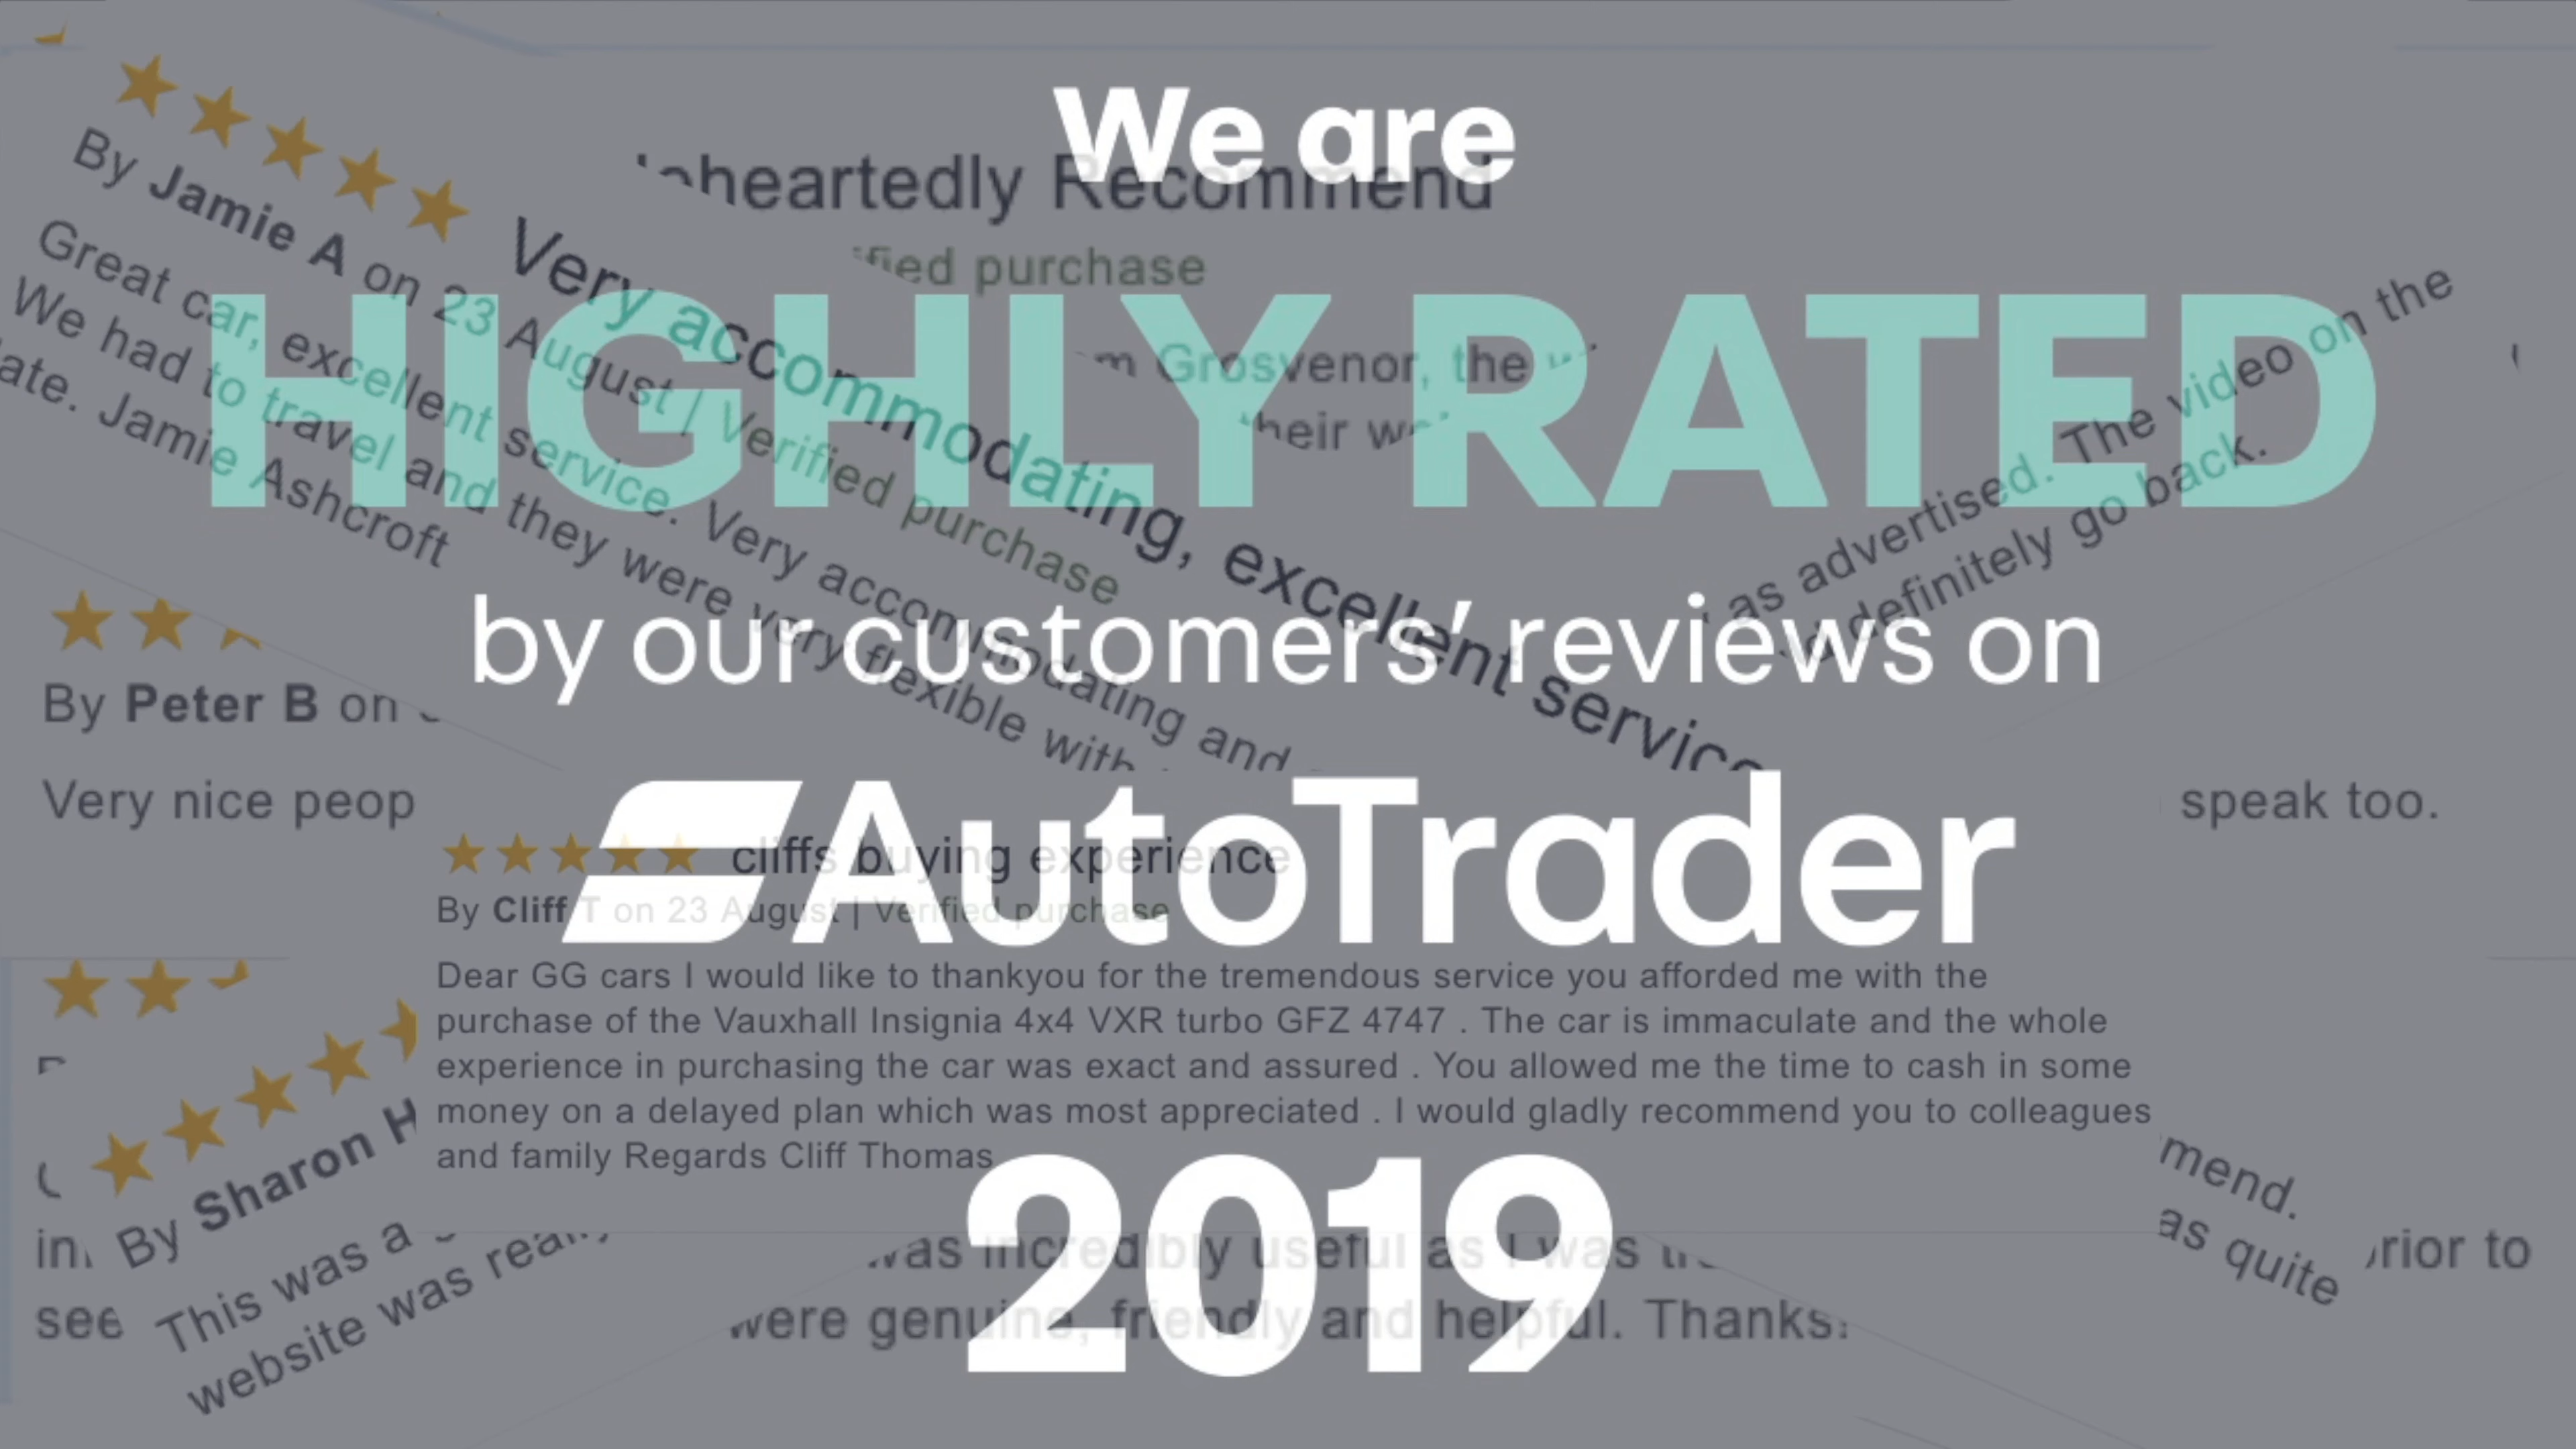 We are
HIGHLY RATED
by our customers’ reviews on
AutoTrader
2019
Recommend
purchase
Grosvenor, the
By Jamie A on 23 August | Verified purchase
Very accommodating, excellent
Great car, excellent service. Very accommodating and
We had to travel and they were very flexible with
Jamie Ashcroft
as advertised. The video on the
definitely go back.
By Peter B on
Very nice
speak too.
cliffs buying experience
By Cliff T on 23 August | Verified purchase
Dear GG cars I would like to thankyou for the tremendous service you afforded me with the
purchase of the Vauxhall Insignia 4x4 VXR turbo GFZ 4747 . The car is immaculate and the whole
experience in purchasing the car was exact and assured . You allowed me the time to cash in some
money on a delayed plan which was most appreciated . I would gladly recommend you to colleagues
and family Regards Cliff Thomas
By Sharon H
This was a
website was
mend.
as quite
was incredibly useful as I was
were genuine, friendly and helpful. Thanks!